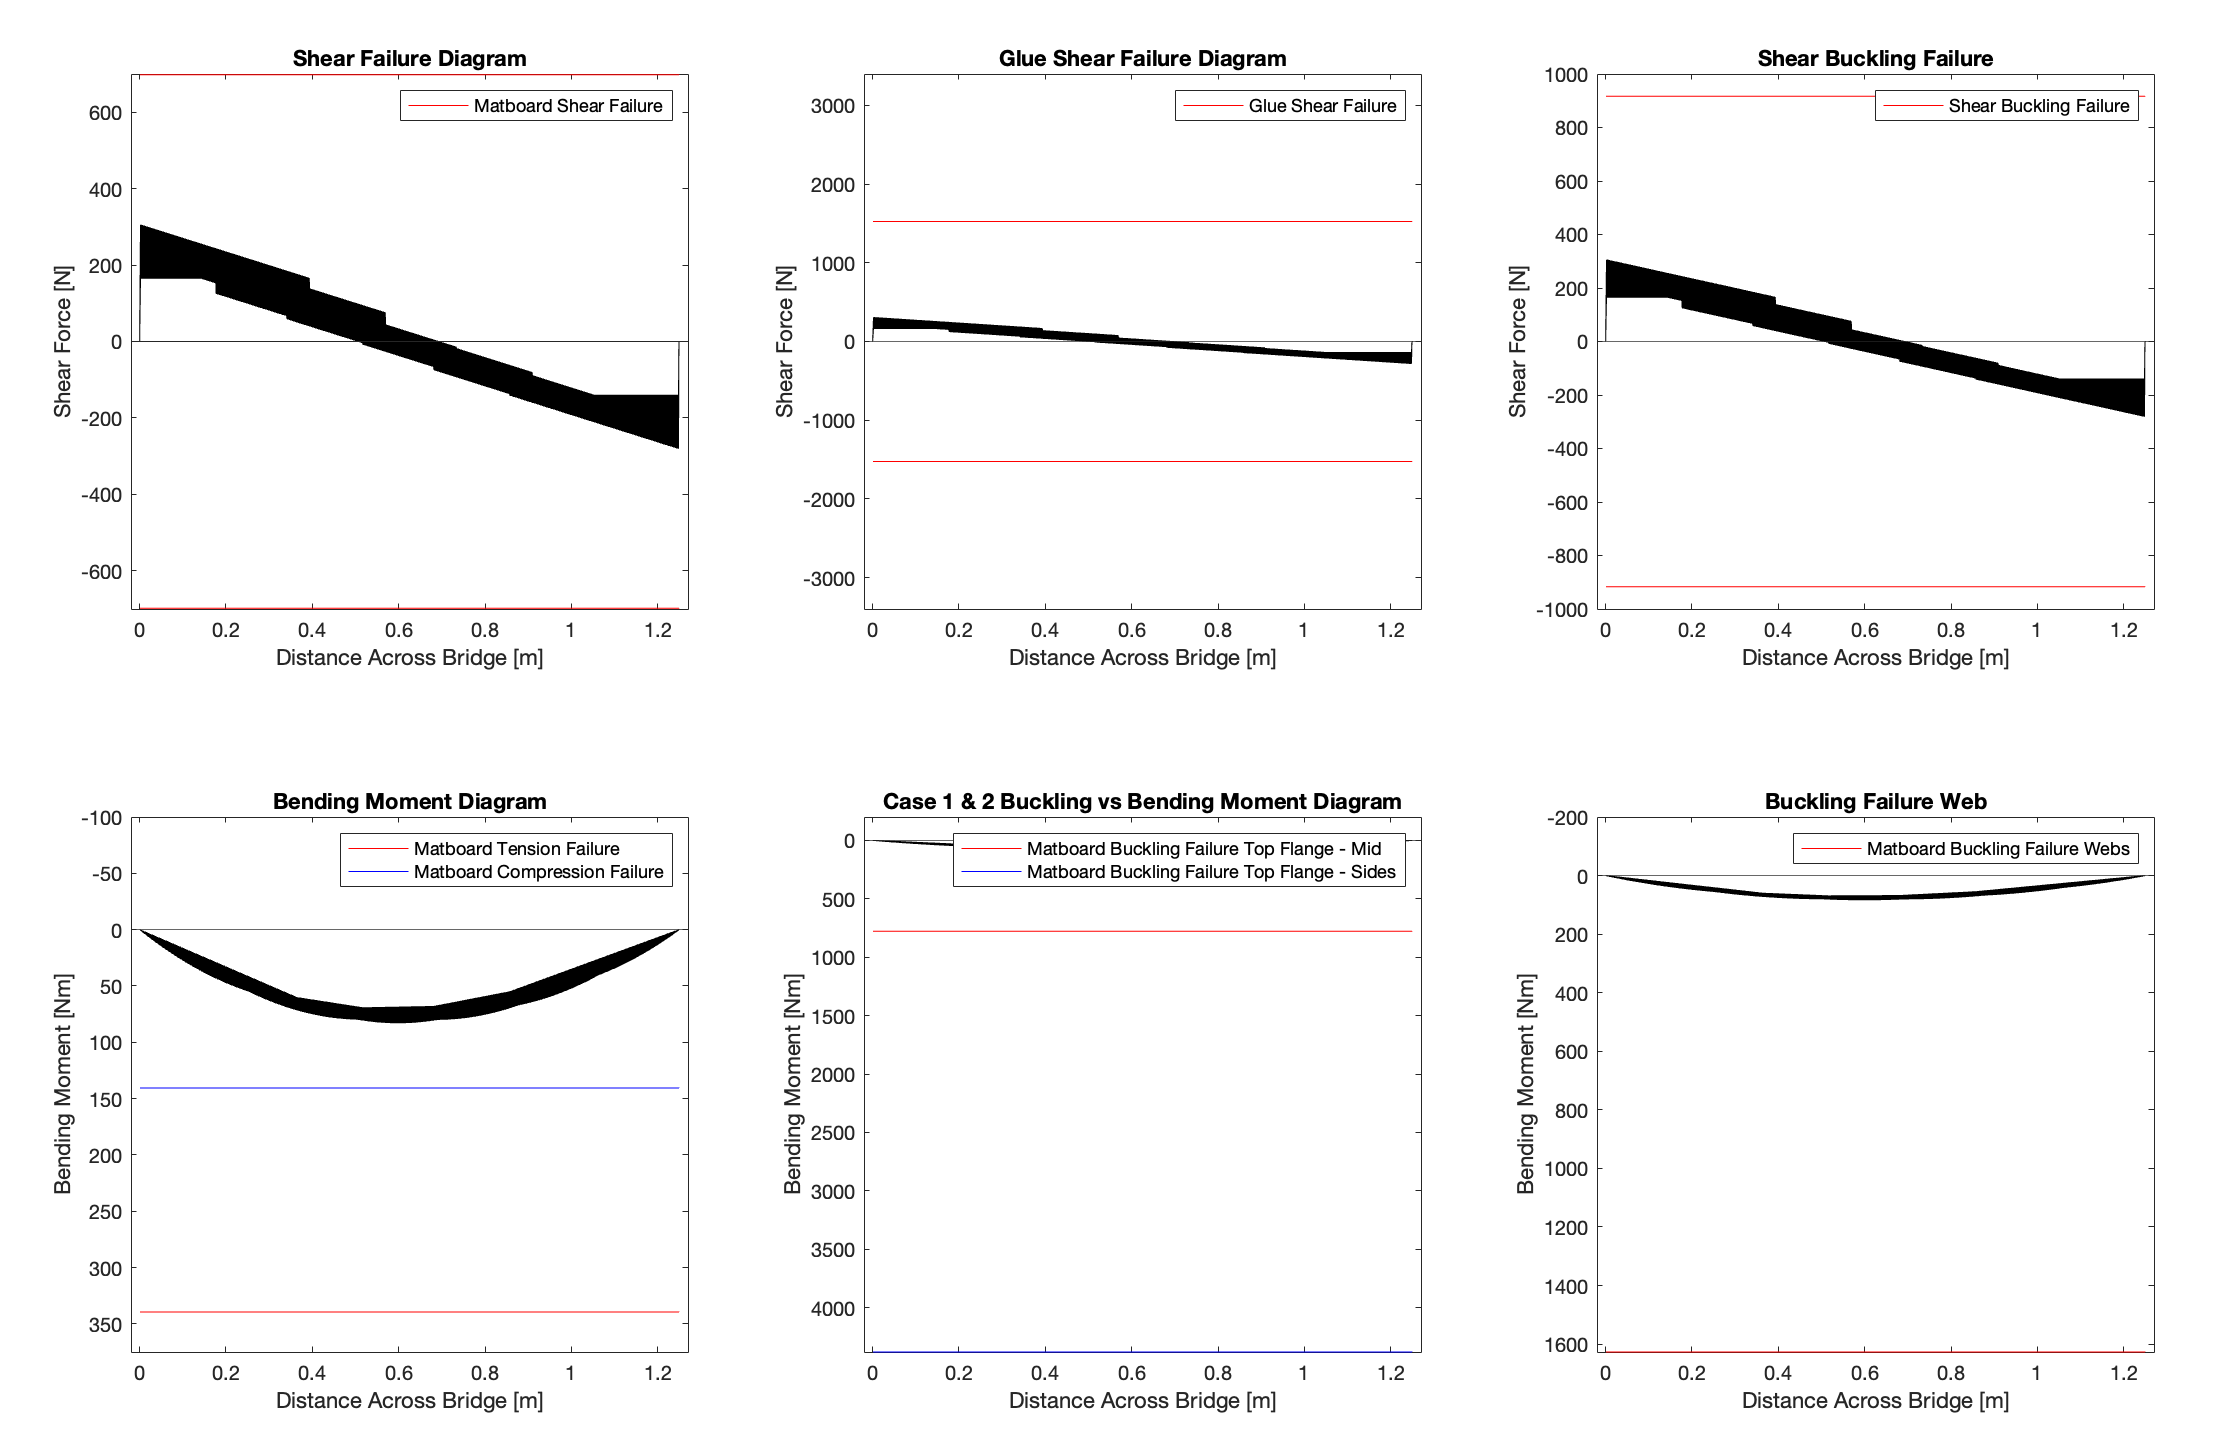 Shear Failure Diagram
Matboard Shear Failure
600
400
200
0
-200
-400
-600
Shear Force [N]
0 0.2 0.4 0.6 0.8 1 1.2
Distance Across Bridge [m]
Glue Shear Failure Diagram
Glue Shear Failure
3000
2000
1000
0
-1000
-2000
-3000
Shear Force [N]
0 0.2 0.4 0.6 0.8 1 1.2
Distance Across Bridge [m]
Shear Buckling Failure
Shear Buckling Failure
1000
800
600
400
200
0
-200
-400
-600
-800
-1000
Shear Force [N]
0 0.2 0.4 0.6 0.8 1 1.2
Distance Across Bridge [m]
Bending Moment Diagram
Matboard Tension Failure
Matboard Compression Failure
-100
-50
0
50
100
150
200
250
300
350
Bending Moment [Nm]
0 0.2 0.4 0.6 0.8 1 1.2
Distance Across Bridge [m]
Case 1 & 2 Buckling vs Bending Moment Diagram
Matboard Buckling Failure Top Flange - Mid
Matboard Buckling Failure Top Flange - Sides
0
500
1000
1500
2000
2500
3000
3500
4000
Bending Moment [Nm]
0 0.2 0.4 0.6 0.8 1 1.2
Distance Across Bridge [m]
Buckling Failure Web
Matboard Buckling Failure Webs
-200
0
200
400
600
800
1000
1200
1400
1600
Bending Moment [Nm]
0 0.2 0.4 0.6 0.8 1 1.2
Distance Across Bridge [m]